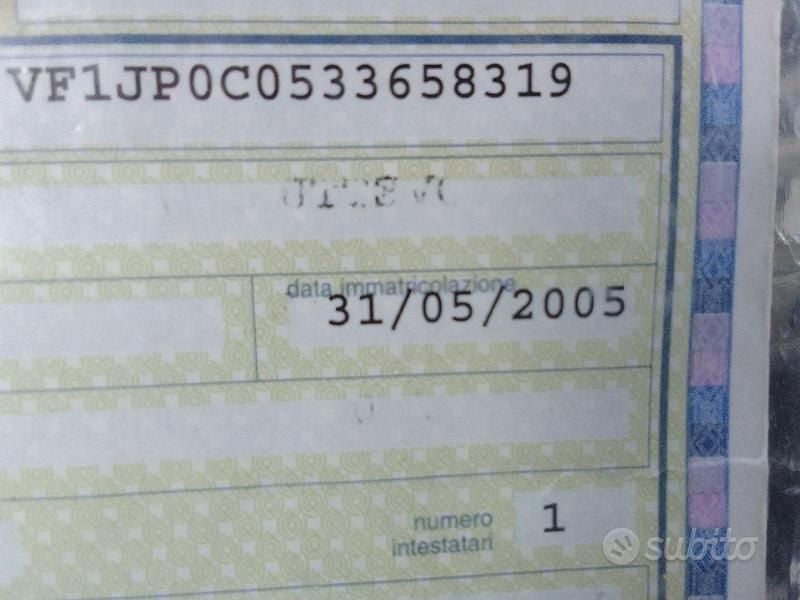 VF1JP0C0533658319
data immatricolazione
31/05/2005
numero
intestatari
1
subito